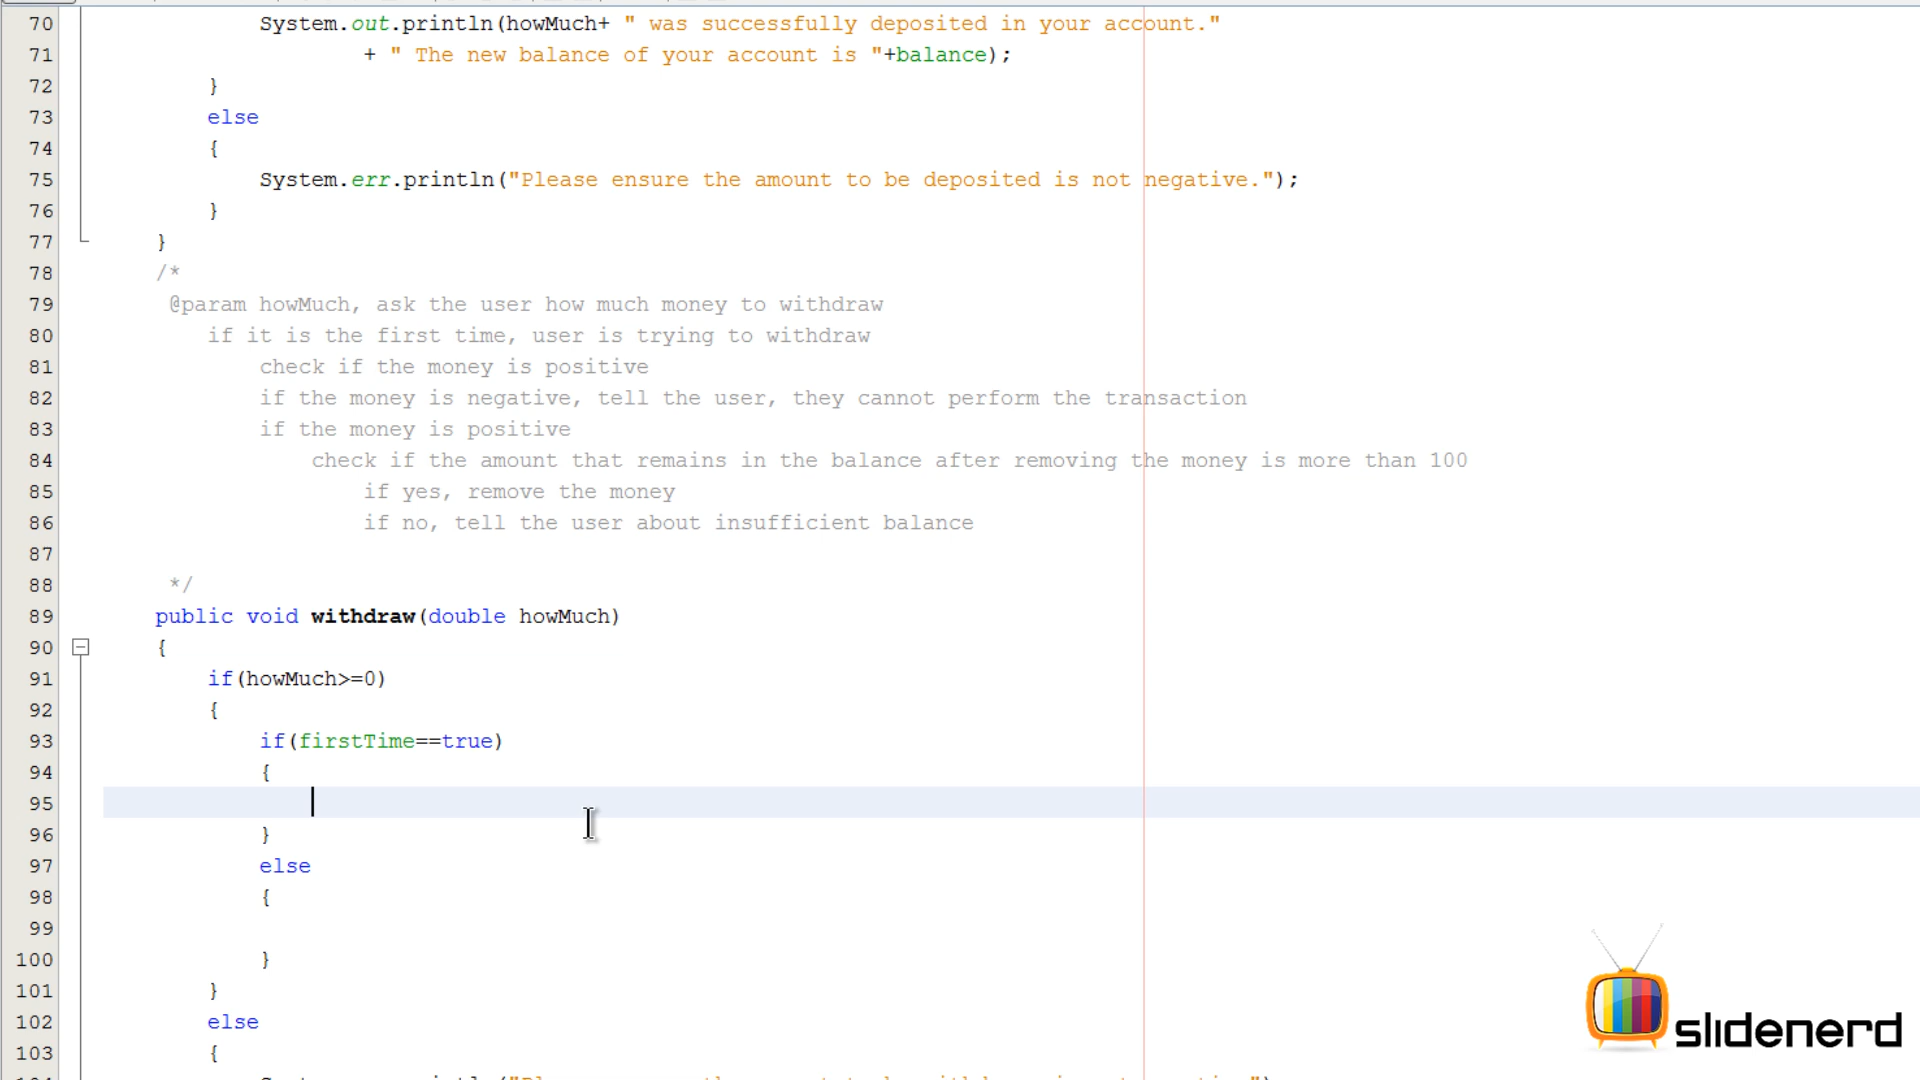 70 System.out.println(howMuch+ " was successfully deposited in your account."
71 + " The new balance of your account is "+balance);
72 }
73 else
74 {
75 System.err.println("Please ensure the amount to be deposited is not negative.");
76 }
77 }
78 /*
79 @param howMuch, ask the user how much money to withdraw
80 if it is the first time, user is trying to withdraw
81 check if the money is positive
82 if the money is negative, tell the user, they cannot perform the transaction
83 if the money is positive
84 check if the amount that remains in the balance after removing the money is more than 100
85 if yes, remove the money
86 if no, tell the user about insufficient balance
87
88 */
89 public void withdraw(double howMuch)
90 {
91 if(howMuch>=0)
92 {
93 if(firstTime==true)
94 {
95
96 }
97 else
98 {
99
100 }
101 }
102 else
103 {
slidenerd